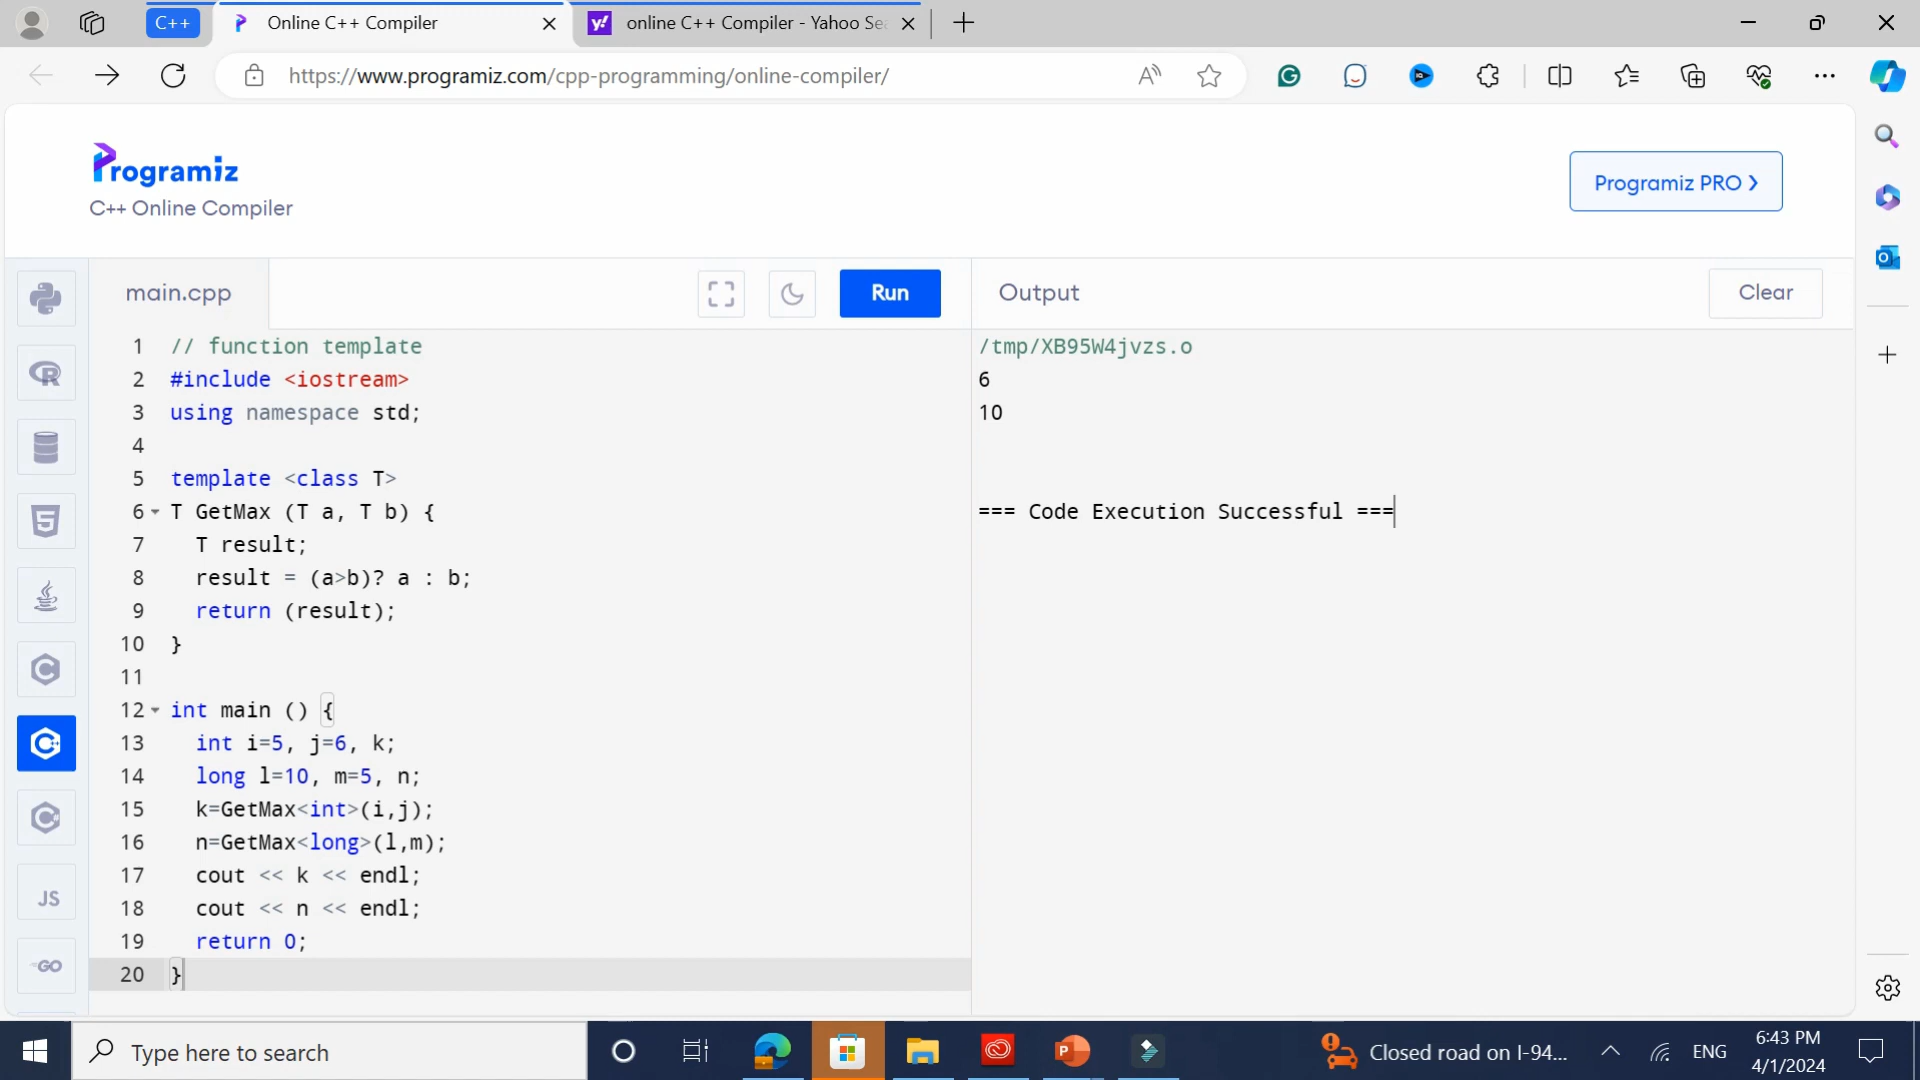 C++
Online C++ Compiler
online C++ Compiler - Yahoo Se
https://www.programiz.com/cpp-programming/online-compiler/
Programiz
C++ Online Compiler
Programiz PRO ❯
main.cpp
Run
Output
Clear
1 // function template
2 #include <iostream>
3 using namespace std;
4
5 template <class T>
6 T GetMax (T a, T b) {
7 T result;
8 result = (a>b)? a : b;
9 return (result);
10 }
11
12 int main () {
13 int i=5, j=6, k;
14 long l=10, m=5, n;
15 k=GetMax<int>(i,j);
16 n=GetMax<long>(l,m);
17 cout << k << endl;
18 cout << n << endl;
19 return 0;
20 }
/tmp/XB95W4jvzs.o
6
10
=== Code Execution Successful ===
JS
GO
Type here to search
Closed road on I-94...
ENG
6:43 PM
4/1/2024